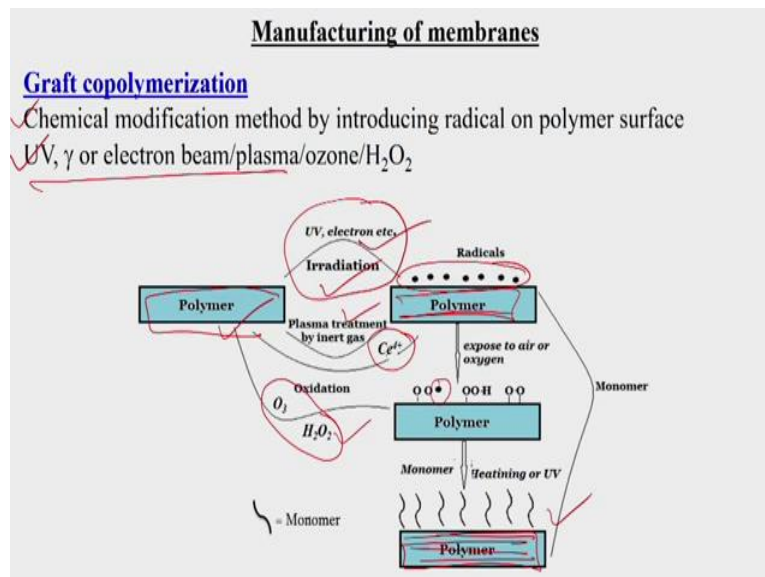 Manufacturing of membranes
Graft copolymerization
Chemical modification method by introducing radical on polymer surface
UV, γ or electron beam/plasma/ozone/H₂O₂
UV, electron etc.
Irradiation
Radicals
Polymer
Polymer
Plasma treatment
by inert gas
Ce⁴⁺
expose to air or
oxygen
Oxidation
O₃
H₂O₂
O O•
OO-H
O-O
Monomer
Polymer
Monomer
Heatining or UV
= Monomer
Polymer